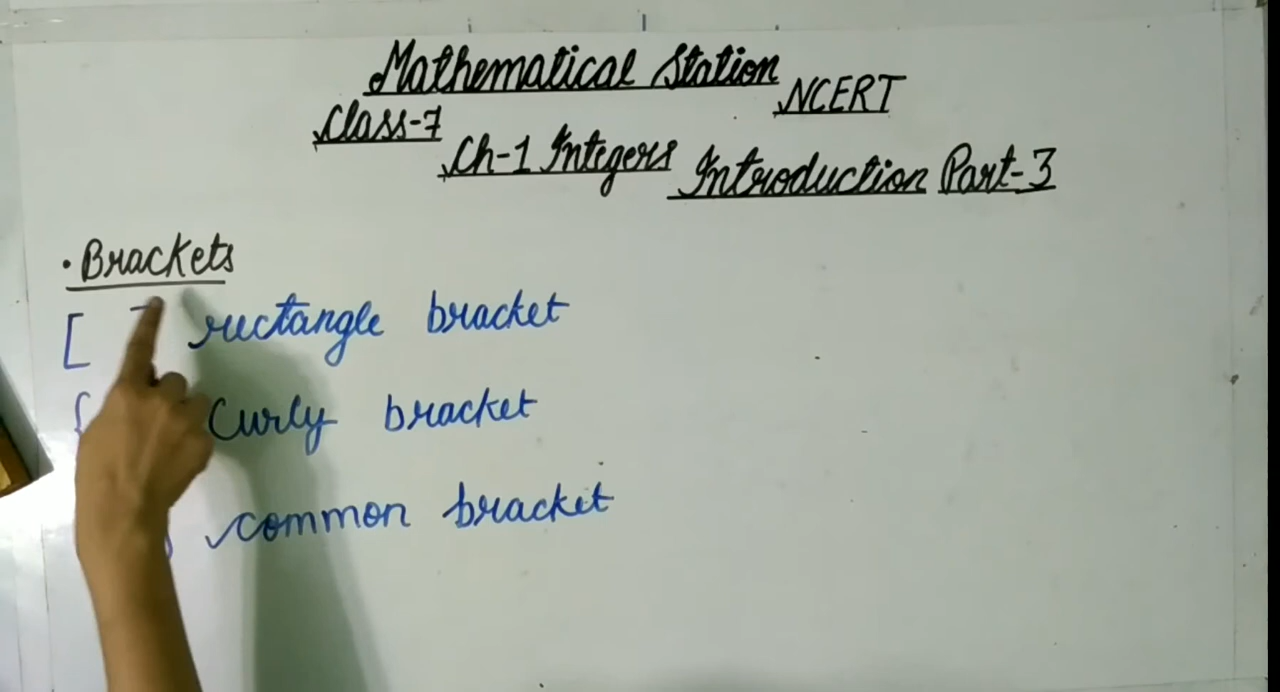 Mathematical Station
NCERT
Class-7
Ch-1 Integers Introduction Part-3
• Brackets
[ ] rectangle bracket
{ Curly bracket
) common bracket